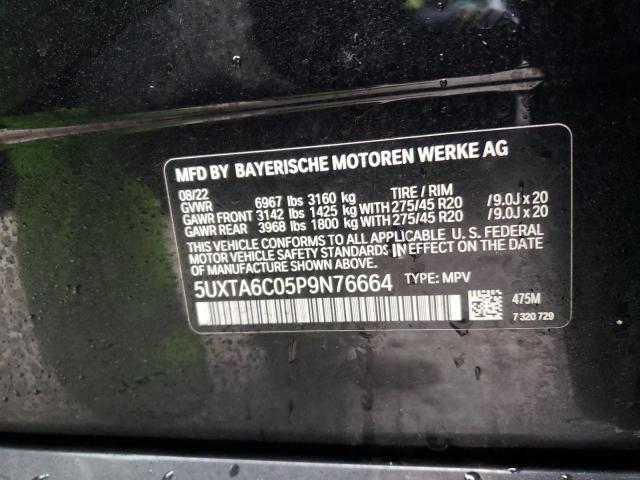 MFD BY BAYERISCHE MOTOREN WERKE AG
08/22
GVWR 6967 lbs 3160 kg TIRE / RIM
GAWR FRONT 3142 lbs 1425 kg WITH 275/45 R20 /9.0J x 20
GAWR REAR 3968 lbs 1800 kg WITH 275/45 R20 /9.0J x 20
THIS VEHICLE CONFORMS TO ALL APPLICABLE U. S. FEDERAL
MOTOR VEHICLE SAFETY STANDARDS IN EFFECT ON THE
DATE OF MANUFACTURE SHOWN ABOVE.
5UXTA6C05P9N76664 TYPE: MPV
475M
7 320 729